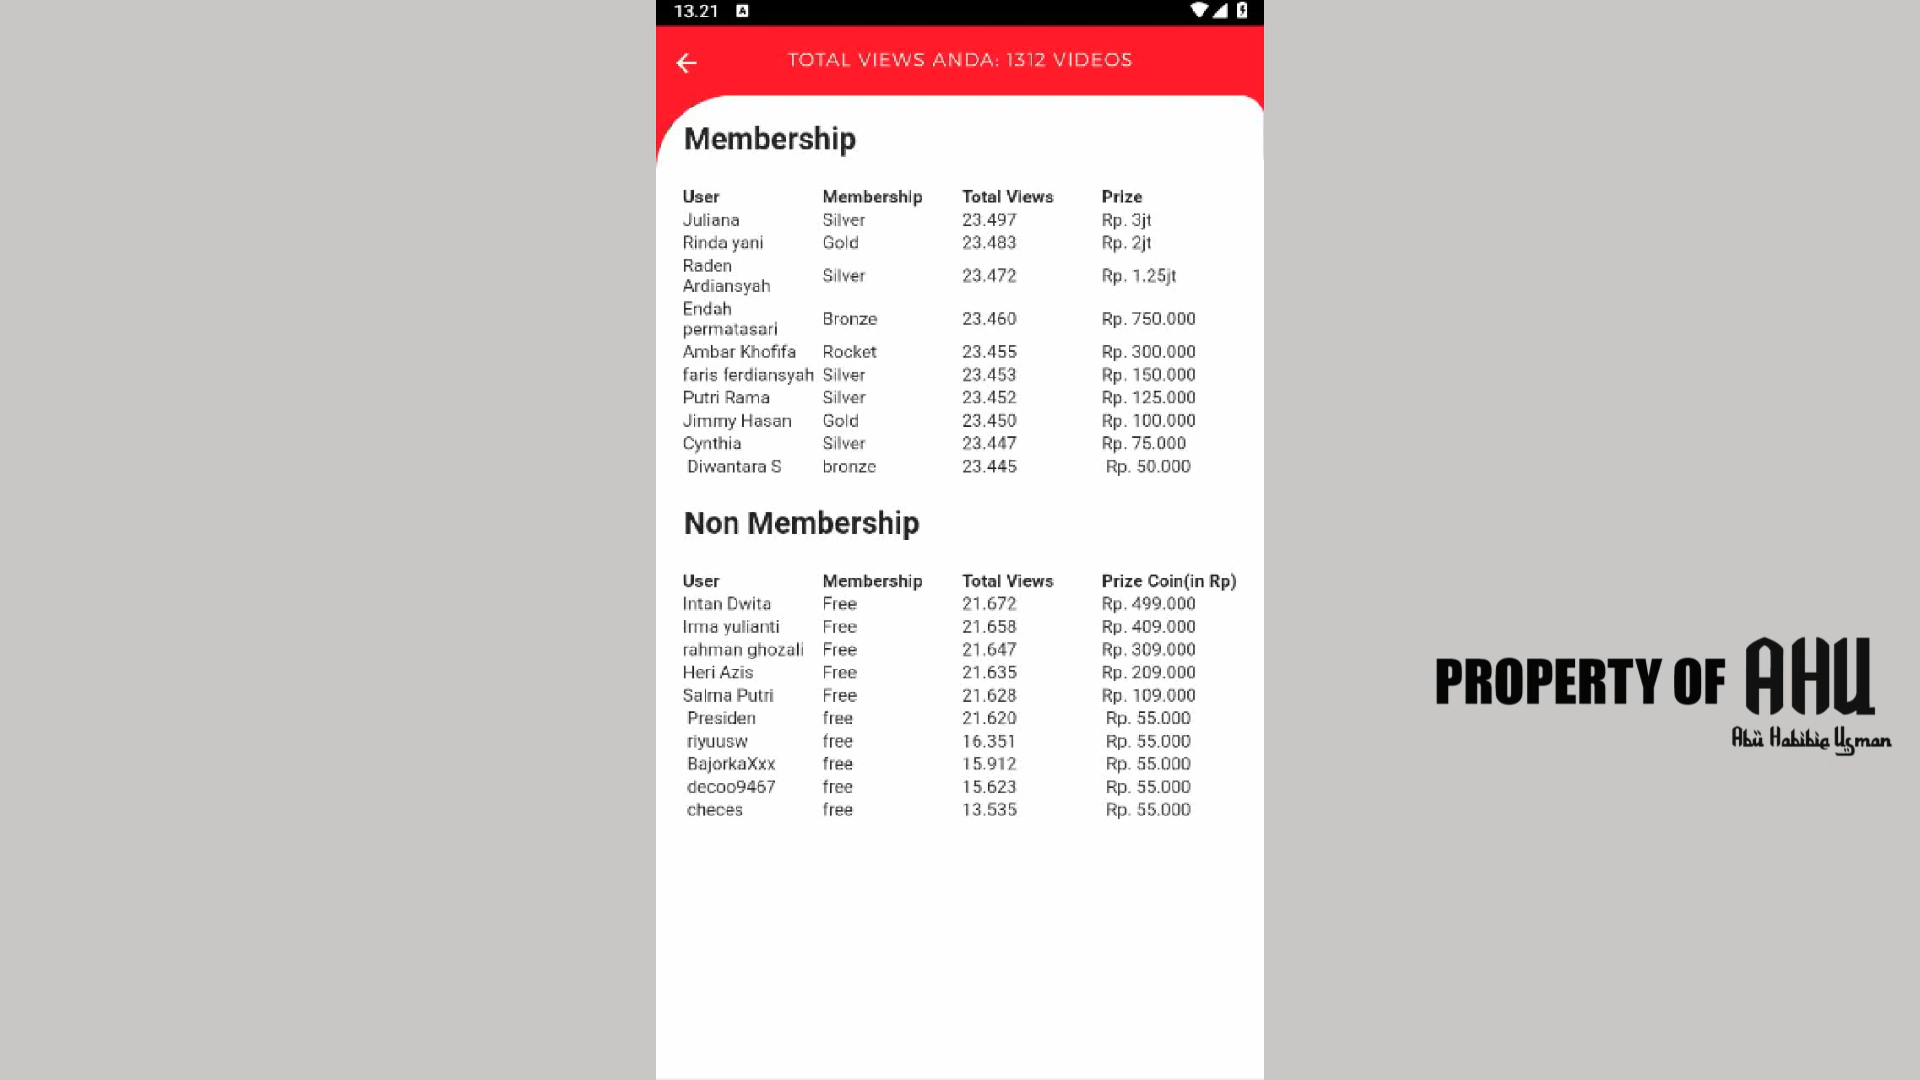 13.21
TOTAL VIEWS ANDA: 1312 VIDEOS
Membership
User Membership Total Views Prize
Juliana Silver 23.497 Rp. 3jt
Rinda yani Gold 23.483 Rp. 2jt
Raden Ardiansyah Silver 23.472 Rp. 1.25jt
Endah permatasari Bronze 23.460 Rp. 750.000
Ambar Khofifa Rocket 23.455 Rp. 300.000
faris ferdiansyah Silver 23.453 Rp. 150.000
Putri Rama Silver 23.452 Rp. 125.000
Jimmy Hasan Gold 23.450 Rp. 100.000
Cynthia Silver 23.447 Rp. 75.000
Diwantara S bronze 23.445 Rp. 50.000
Non Membership
User Membership Total Views Prize Coin(in Rp)
Intan Dwita Free 21.672 Rp. 499.000
Irma yulianti Free 21.658 Rp. 409.000
rahman ghozali Free 21.647 Rp. 309.000
Heri Azis Free 21.635 Rp. 209.000
Salma Putri Free 21.628 Rp. 109.000
Presiden free 21.620 Rp. 55.000
riyuusw free 16.351 Rp. 55.000
BajorkaXxx free 15.912 Rp. 55.000
decoo9467 free 15.623 Rp. 55.000
checes free 13.535 Rp. 55.000
PROPERTY OF AHU
Abü Habibie Usman